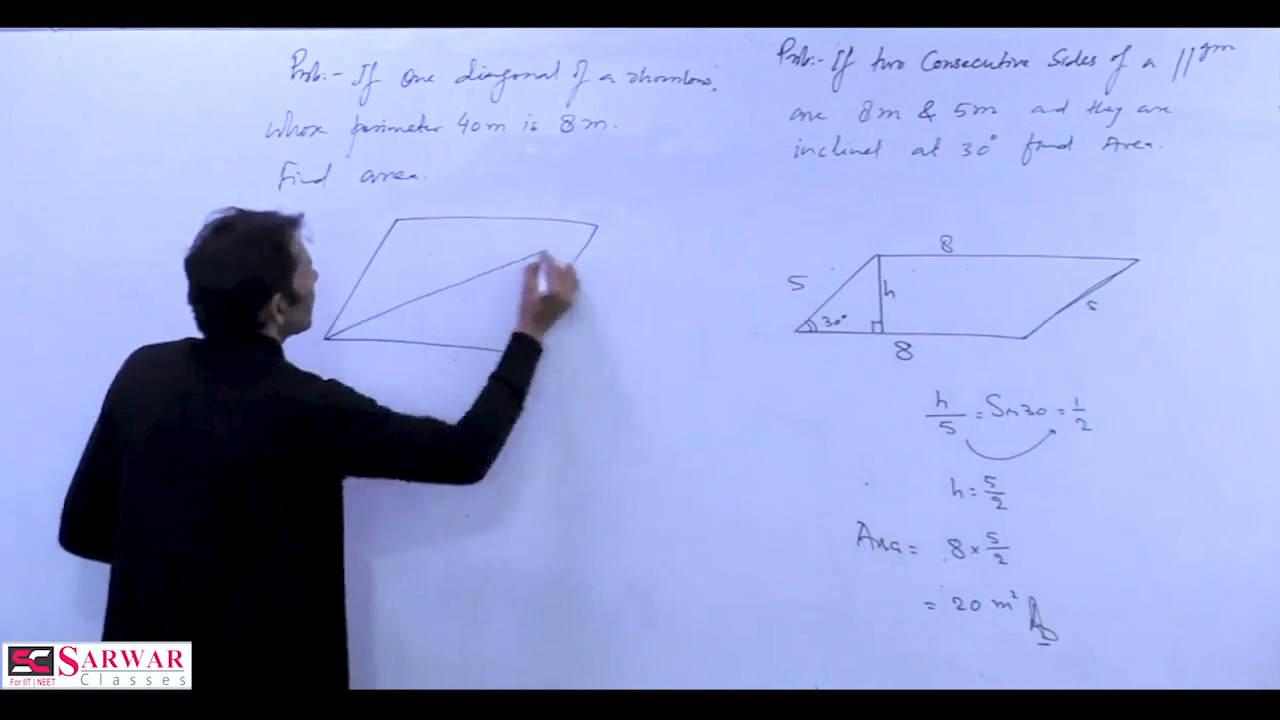 Prob:- If one diagonal of a rhombus,
whose perimeter 40m is 8m.
Find area.
Prob:- If two Consecutive Sides of a ||gm
are 8m & 5m and they are
inclined at 30° find Area.
8
5
h
30°
5
8
h/5 = Sin30 = 1/2
h = 5/2
Area = 8 × 5/2
= 20 m²
SC SARWAR
For IIT | NEET Classes